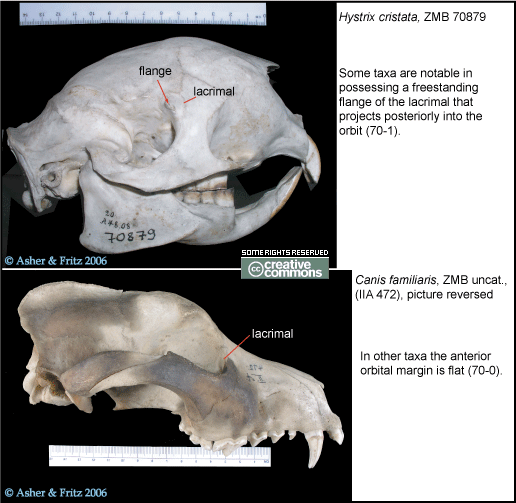 Hystrix cristata, ZMB 70879
Some taxa are notable in
possessing a freestanding
flange of the lacrimal that
projects posteriorly into the
orbit (70-1).
flange
lacrimal
70879
© Asher & Fritz 2006
SOME RIGHTS RESERVED
cc creative
commons
Canis familiaris, ZMB uncat.,
(IIA 472), picture reversed
In other taxa the anterior
orbital margin is flat (70-0).
lacrimal
© Asher & Fritz 2006